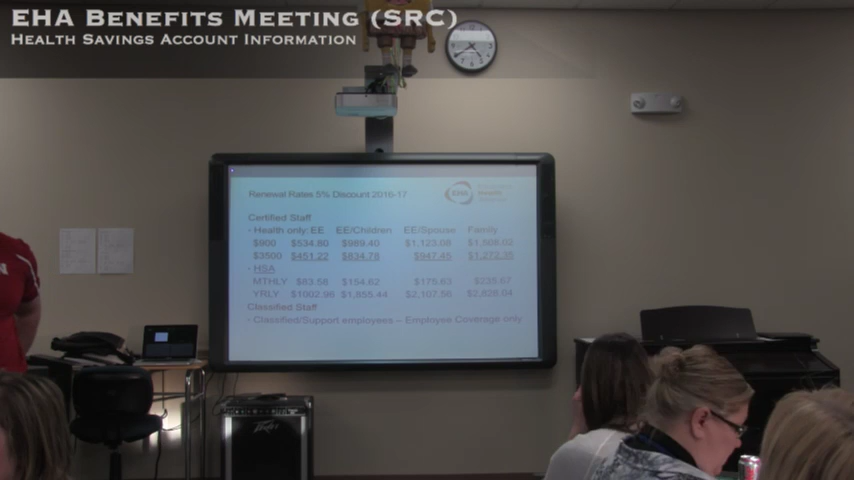 EHA Benefits Meeting (SRC)
Health Savings Account Information
Renewal Rates 5% Discount 2016-17
EHA
Certified Staff
- Health only: EE EE/Children EE/Spouse Family
$900 $534.80 $989.40 $1,123.08 $1,508.02
$3500 $451.22 $834.78 $947.45 $1,272.35
- HSA
MTHLY $83.58 $154.62 $175.63 $235.67
YRLY $1002.96 $1,855.44 $2,107.56 $2,828.04
Classified Staff
- Classified/Support employees – Employee Coverage only
Peavey